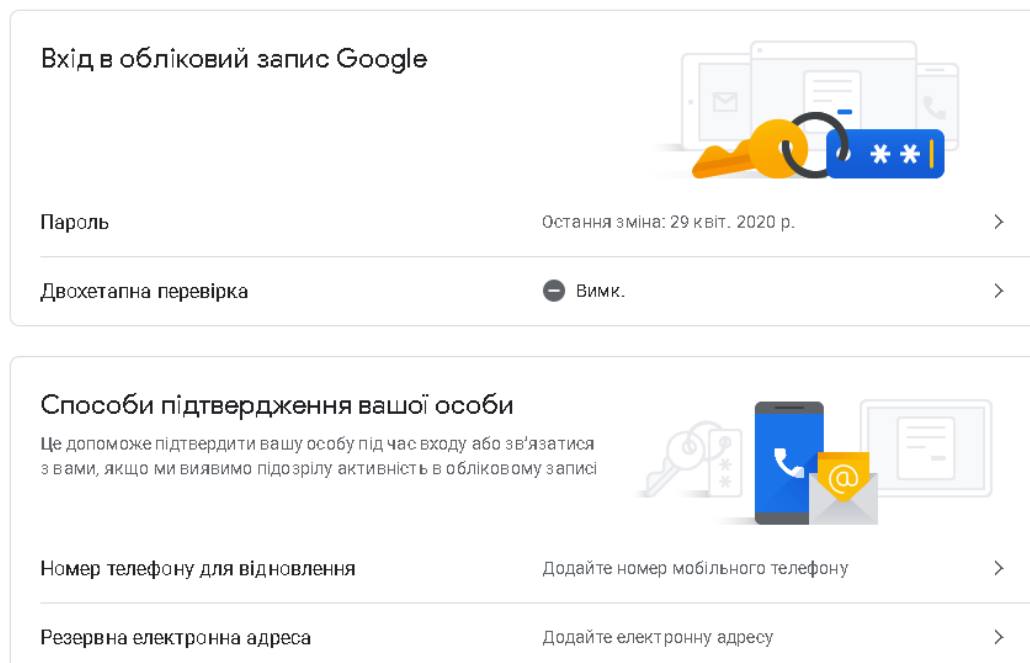 Вхід в обліковий запис Google
**
Пароль
Остання зміна: 29 квіт. 2020 р.
Двохетапна перевірка
Вимк.
Способи підтвердження вашої особи
Це допоможе підтвердити вашу особу під час входу або зв'язатися
з вами, якщо ми виявимо підозрілу активність в обліковому записі
@
Номер телефону для відновлення
Додайте номер мобільного телефону
Резервна електронна адреса
Додайте електронну адресу